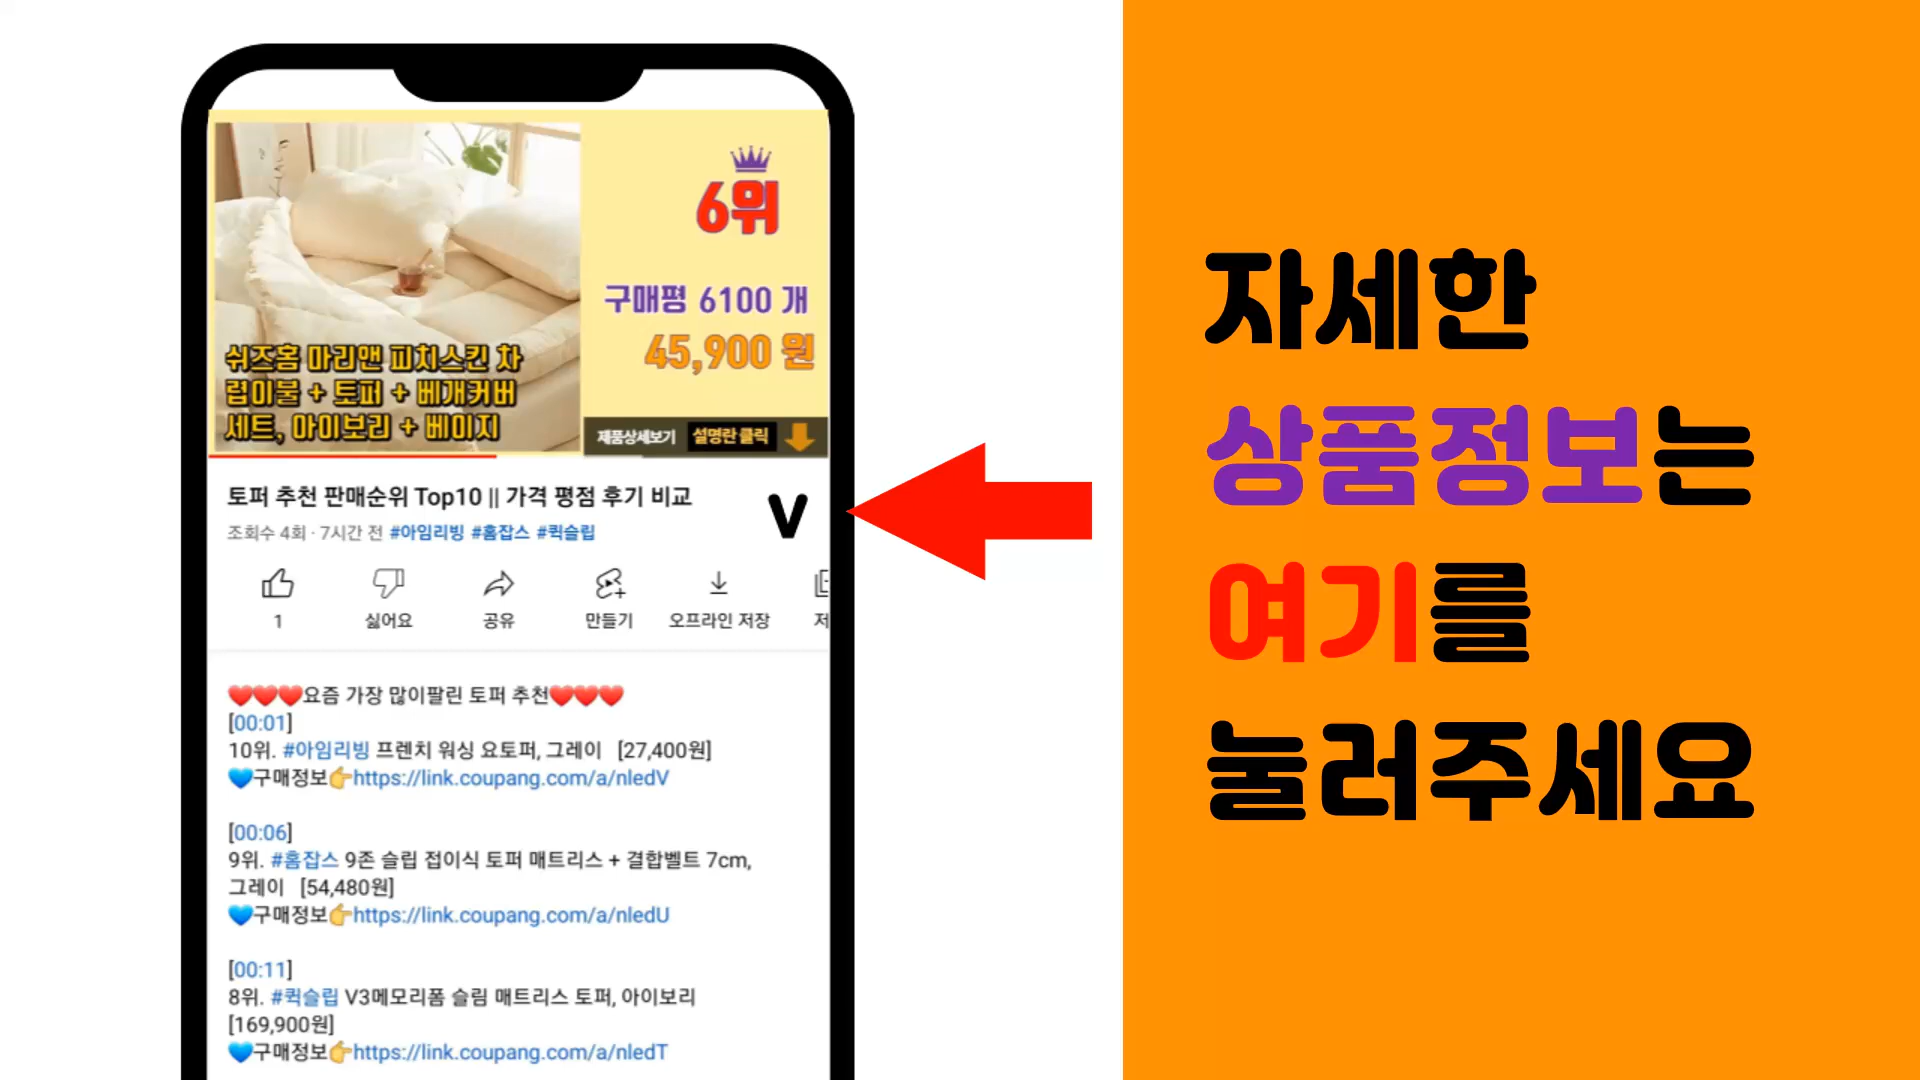 6위
구매평 6100 개
45,900 원
쉬즈홈 마리앤 피치스킨 차
렵이불 + 토퍼 + 베개커버
세트, 아이보리 + 베이지
제품상세보기 설명란 클릭
토퍼 추천 판매순위 Top10 || 가격 평점 후기 비교
V
조회수 4회 · 7시간 전 #아임리빙 #홈잡스 #퀵슬립
1 싫어요 공유 만들기 오프라인 저장 저
❤️❤️❤️요즘 가장 많이팔린 토퍼 추천❤️❤️❤️
[00:01]
10위. #아임리빙 프렌치 워싱 요토퍼, 그레이 [27,400원]
💙구매정보👉https://link.coupang.com/a/nledV
[00:06]
9위. #홈잡스 9존 슬립 접이식 토퍼 매트리스 + 결합벨트 7cm,
그레이 [54,480원]
💙구매정보👉https://link.coupang.com/a/nledU
[00:11]
8위. #퀵슬립 V3메모리폼 슬림 매트리스 토퍼, 아이보리
[169,900원]
💙구매정보👉https://link.coupang.com/a/nledT
자세한
상품정보는
여기를
눌러주세요